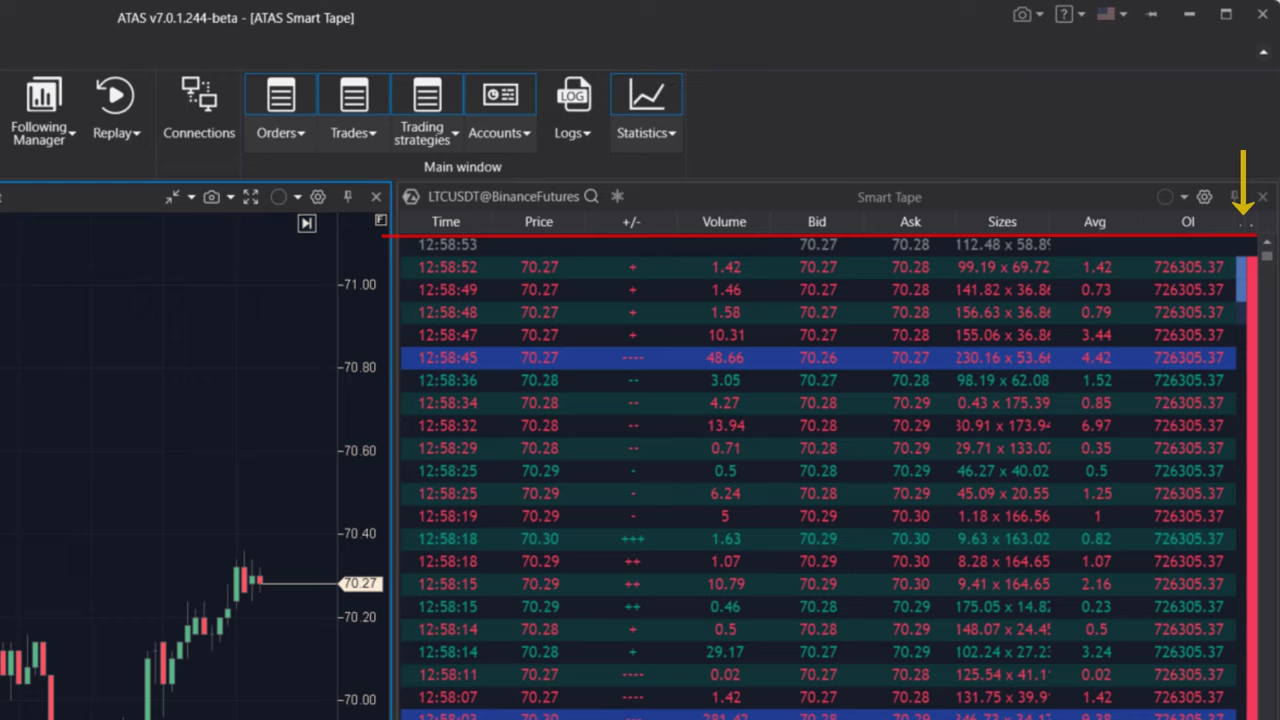 ATAS v7.0.1.244-beta - [ATAS Smart Tape]
Following Manager
Replay
Connections
Orders
Trades
Trading strategies
Accounts
LOG
Logs
Statistics
Main window
71.00
70.80
70.60
70.40
70.27
70.20
70.00
F
LTCUSDT@BinanceFutures Smart Tape
Time Price +/- Volume Bid Ask Sizes Avg OI
12:58:53 70.27 70.28 112.48 x 58.89
12:58:52 70.27 + 1.42 70.27 70.28 99.19 x 69.72 1.42 726305.37
12:58:49 70.27 + 1.46 70.27 70.28 141.82 x 36.86 0.73 726305.37
12:58:48 70.27 + 1.58 70.27 70.28 156.63 x 36.86 0.79 726305.37
12:58:47 70.27 + 10.31 70.27 70.28 155.06 x 36.86 3.44 726305.37
12:58:45 70.27 ---- 48.66 70.26 70.27 230.16 x 53.66 4.42 726305.37
12:58:36 70.28 -- 3.05 70.27 70.28 98.19 x 62.08 1.52 726305.37
12:58:34 70.28 -- 4.27 70.28 70.29 0.43 x 175.39 0.85 726305.37
12:58:32 70.28 -- 13.94 70.28 70.29 30.91 x 173.94 6.97 726305.37
12:58:29 70.28 -- 0.71 70.28 70.29 29.71 x 133.02 0.35 726305.37
12:58:25 70.29 - 0.5 70.28 70.29 46.27 x 40.02 0.5 726305.37
12:58:25 70.29 - 6.24 70.28 70.29 45.09 x 20.55 1.25 726305.37
12:58:19 70.29 - 5 70.29 70.30 1.18 x 166.56 1 726305.37
12:58:18 70.30 +++ 1.63 70.29 70.30 9.63 x 163.02 0.82 726305.37
12:58:18 70.29 ++ 1.07 70.29 70.30 8.28 x 164.65 1.07 726305.37
12:58:15 70.29 ++ 10.79 70.29 70.30 9.41 x 164.65 2.16 726305.37
12:58:15 70.29 ++ 0.46 70.28 70.29 175.05 x 14.82 0.23 726305.37
12:58:14 70.28 + 0.5 70.28 70.29 148.07 x 24.45 0.5 726305.37
12:58:14 70.28 + 29.17 70.27 70.28 102.24 x 27.23 3.24 726305.37
12:58:11 70.27 ---- 0.02 70.27 70.28 125.54 x 41.1 0.02 726305.37
12:58:07 70.27 ---- 1.42 70.27 70.28 131.75 x 39.9 1.42 726305.37